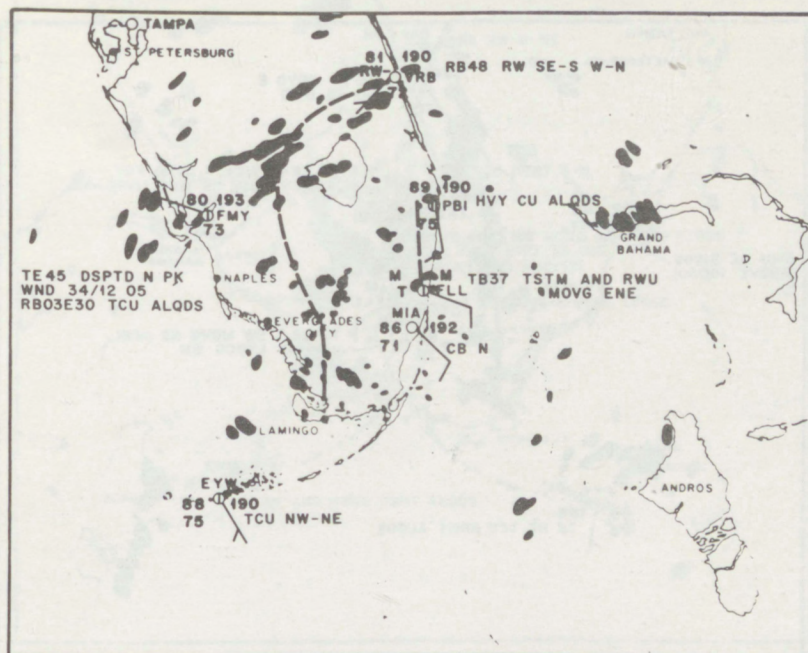 TAMPA
ST. PETERSBURG
81 190
RW- VRB
RB48 RW SE-S W-N
89 190
PBI HVY CU ALQDS
75
80 193
FMY
73
GRAND
BAHAMA
TE45 DSPTD N PK
WND 34/12 05
RB03E30 TCU ALQDS
NAPLES
M M
T FLL
TB37 TSTM AND RWU
MOVG ENE
EVERGLADES
CITY
MIA
86 192
71
CB N
LAMINGO
EYW
88 190
75
TCU NW-NE
ANDROS